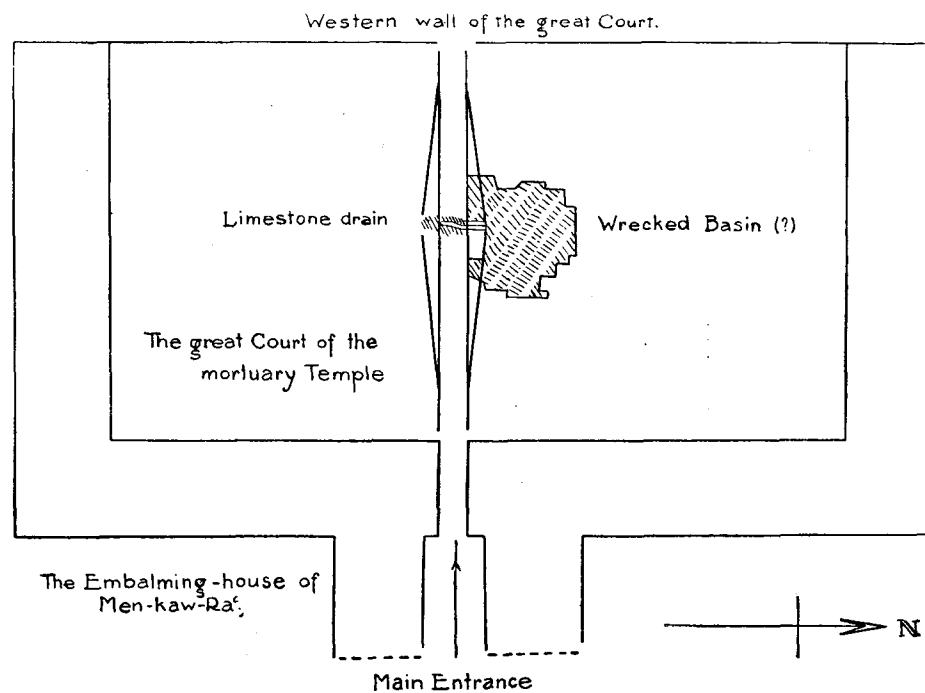 Western wall of the great Court.
Limestone drain
Wrecked Basin (?)
The great Court of the
mortuary Temple
The Embalming-house of
Men-kaw-Raꜥ.
N
Main Entrance